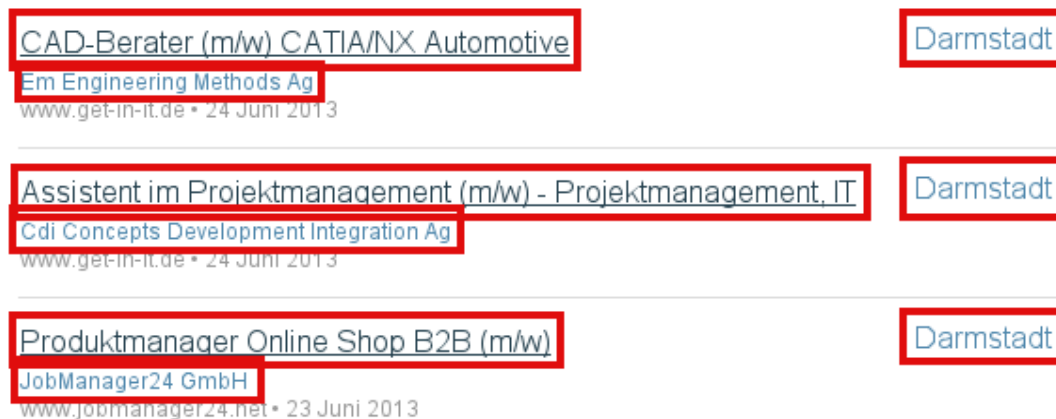 CAD-Berater (m/w) CATIA/NX Automotive Darmstadt
Em Engineering Methods Ag
www.get-in-it.de • 24 Juni 2013
Assistent im Projektmanagement (m/w) - Projektmanagement, IT Darmstadt
Cdi Concepts Development Integration Ag
www.get-in-it.de • 24 Juni 2013
Produktmanager Online Shop B2B (m/w) Darmstadt
JobManager24 GmbH
www.jobmanager24.net • 23 Juni 2013